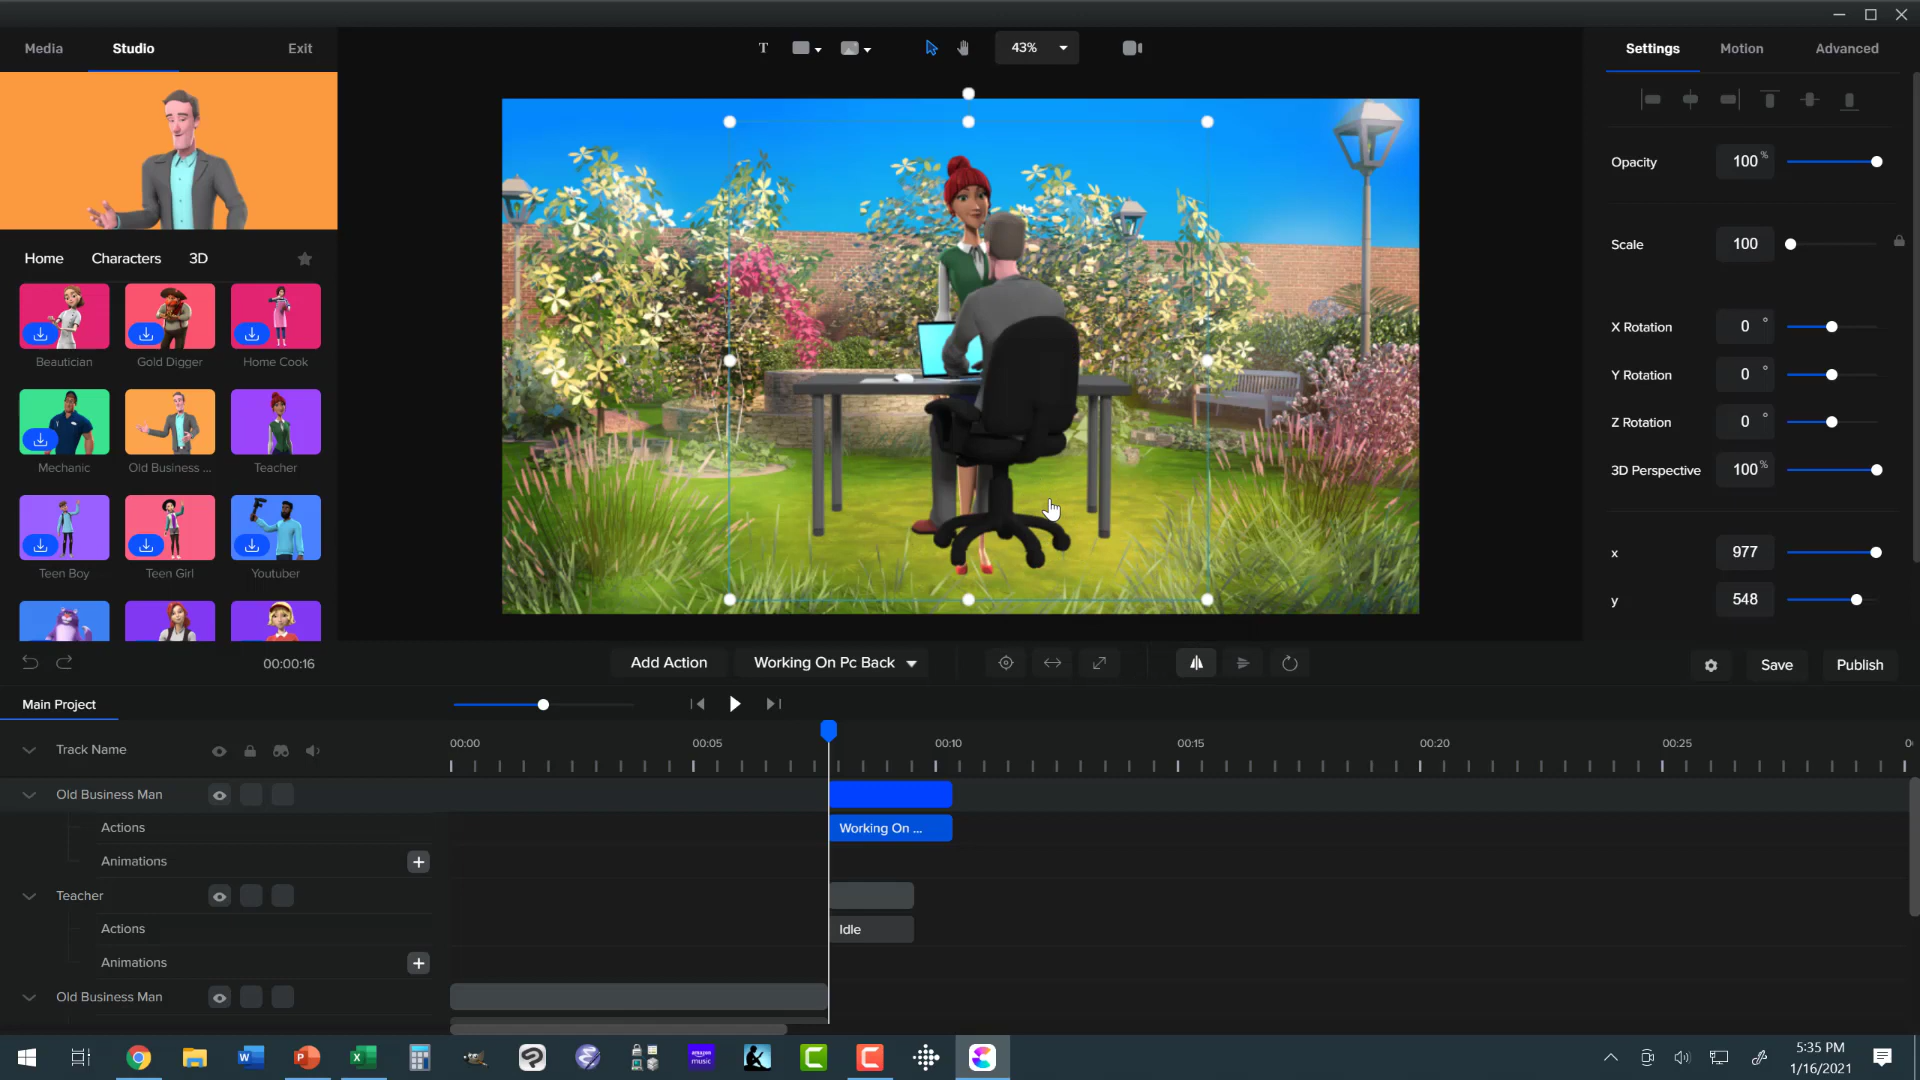 Media
Studio
Exit
T
43%
Settings
Motion
Advanced
Opacity
100 %
Scale
100
X Rotation
0 °
Y Rotation
0 °
Z Rotation
0 °
3D Perspective
100 %
x
977
y
548
Home
Characters
3D
Beautician
Gold Digger
Home Cook
Mechanic
Old Business ...
Teacher
Teen Boy
Teen Girl
Youtuber
00:00:16
Add Action
Working On Pc Back
Save
Publish
Main Project
Track Name
00:00
00:05
00:10
00:15
00:20
00:25
0
Old Business Man
Actions
Working On ...
Animations
Teacher
Actions
Idle
Animations
Old Business Man
amazon
music
5:35 PM
1/16/2021